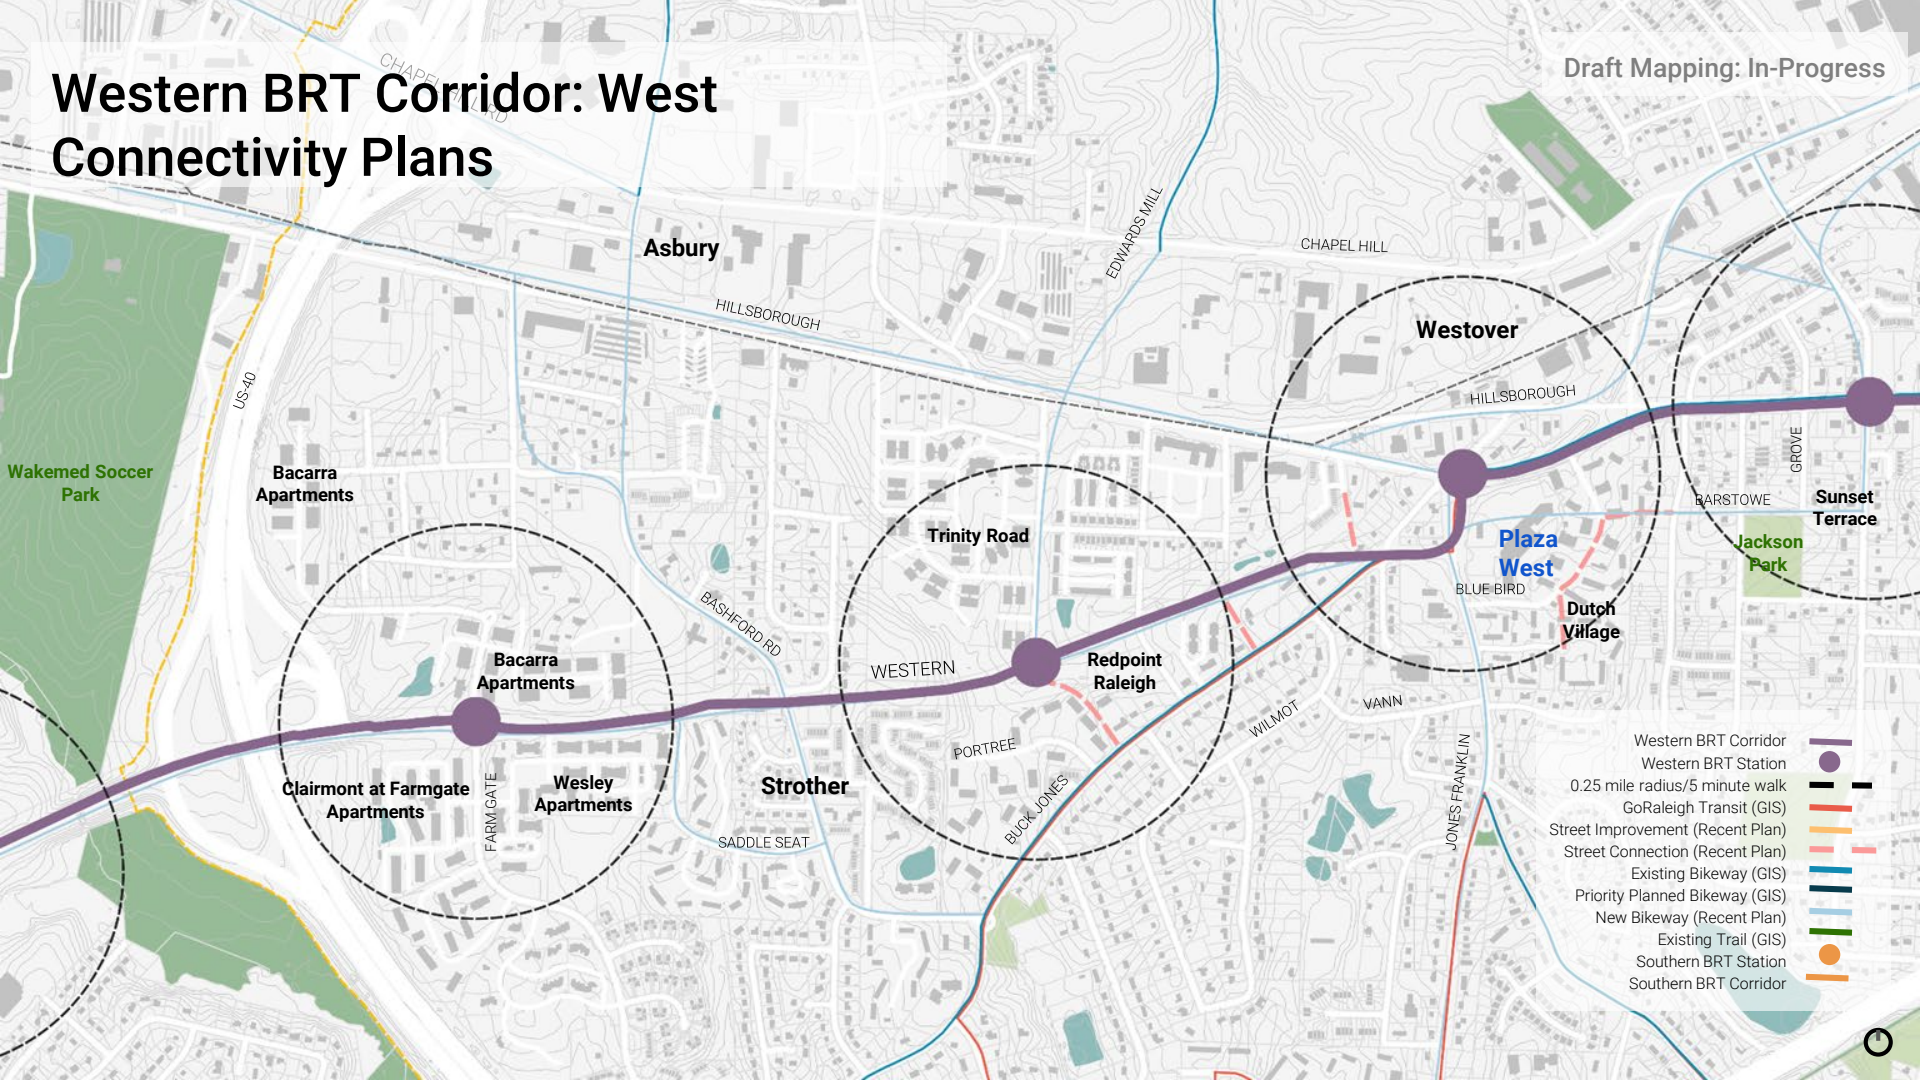 Western BRT Corridor: West
Connectivity Plans
Draft Mapping: In-Progress
CHAPEL HILL RD
Asbury
EDWARDS MILL
CHAPEL HILL
HILLSBOROUGH
Westover
HILLSBOROUGH
US-40
GROVE
Wakemed Soccer
Park
Bacarra
Apartments
BARSTOWE
Sunset
Terrace
Trinity Road
Plaza
West
Jackson
Park
BLUE BIRD
Dutch
Village
BASHFORD RD
Bacarra
Apartments
WESTERN
Redpoint
Raleigh
VANN
WILMOT
PORTREE
JONES FRANKLIN
Clairmont at Farmgate
Apartments
FARM GATE
Wesley
Apartments
Strother
BUCK JONES
SADDLE SEAT
Western BRT Corridor
Western BRT Station
0.25 mile radius/5 minute walk
GoRaleigh Transit (GIS)
Street Improvement (Recent Plan)
Street Connection (Recent Plan)
Existing Bikeway (GIS)
Priority Planned Bikeway (GIS)
New Bikeway (Recent Plan)
Existing Trail (GIS)
Southern BRT Station
Southern BRT Corridor